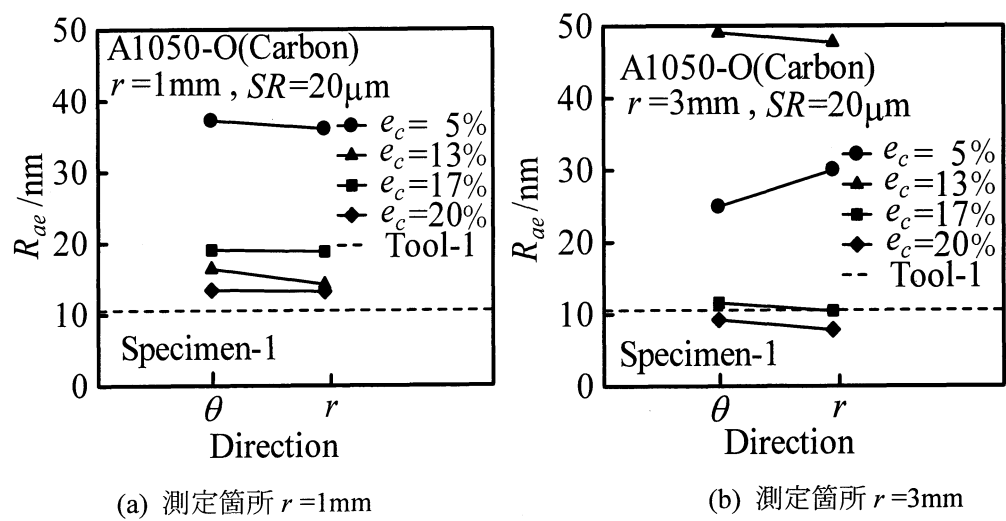 50
40
30
20
10
0
R_ae /nm
A1050-O(Carbon)
r=1mm , SR=20μm
e_c= 5%
e_c=13%
e_c=17%
e_c=20%
Tool-1
Specimen-1
θ r
Direction
(a) 測定箇所 r=1mm
50
40
30
20
10
0
R_ae /nm
A1050-O(Carbon)
r=3mm , SR=20μm
e_c= 5%
e_c=13%
e_c=17%
e_c=20%
Tool-1
Specimen-1
θ r
Direction
(b) 測定箇所 r=3mm